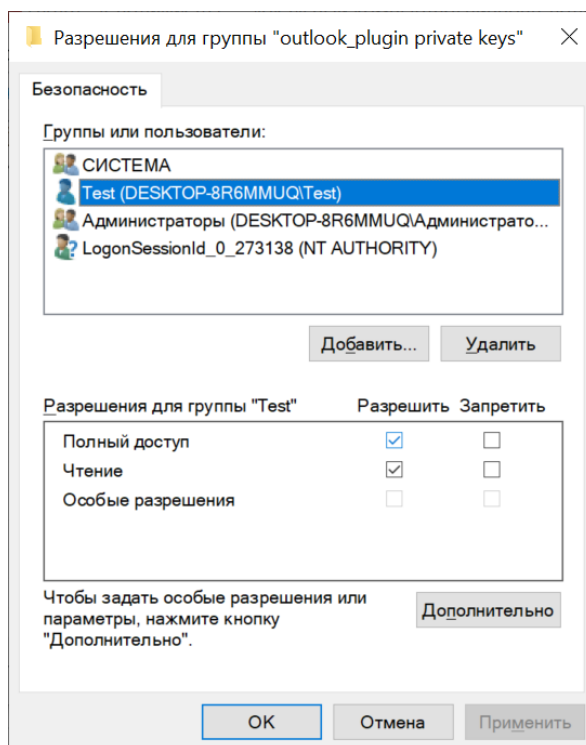 Разрешения для группы "outlook_plugin private keys"
Безопасность
Группы или пользователи:
СИСТЕМА
Test (DESKTOP-8R6MMUQ\Test)
Администраторы (DESKTOP-8R6MMUQ\Администрато...
LogonSessionId_0_273138 (NT AUTHORITY)
Добавить... Удалить
Разрешения для группы "Test" Разрешить Запретить
Полный доступ
Чтение
Особые разрешения
Чтобы задать особые разрешения или
параметры, нажмите кнопку
"Дополнительно".
Дополнительно
ОК Отмена Применить